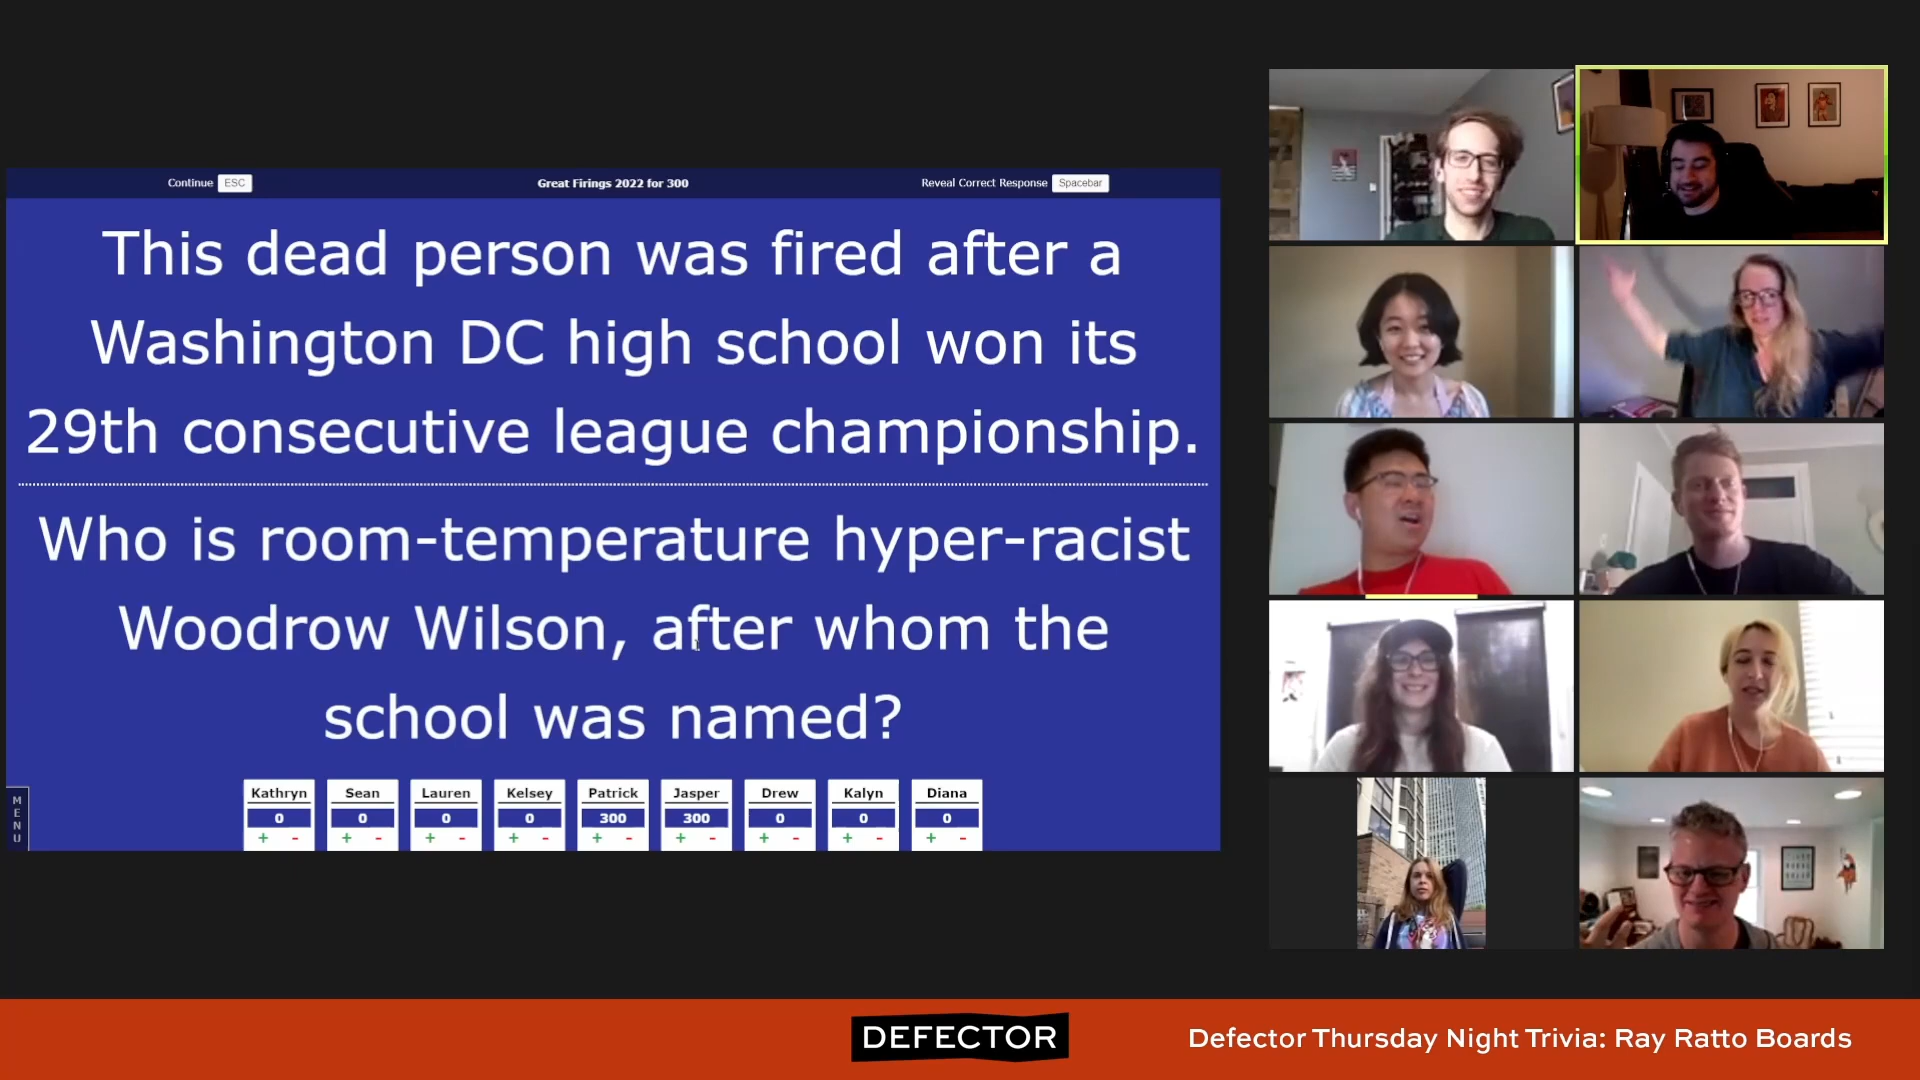 Continue ESC
Great Firings 2022 for 300
Reveal Correct Response Spacebar
This dead person was fired after a
Washington DC high school won its
29th consecutive league championship.
Who is room-temperature hyper-racist
Woodrow Wilson, after whom the
school was named?
MENU
Kathryn Sean Lauren Kelsey Patrick Jasper Drew Kalyn Diana
0 0 0 0 300 300 0 0 0
+ - + - + - + - + - + - + - + - + -
DEFECTOR
Defector Thursday Night Trivia: Ray Ratto Boards